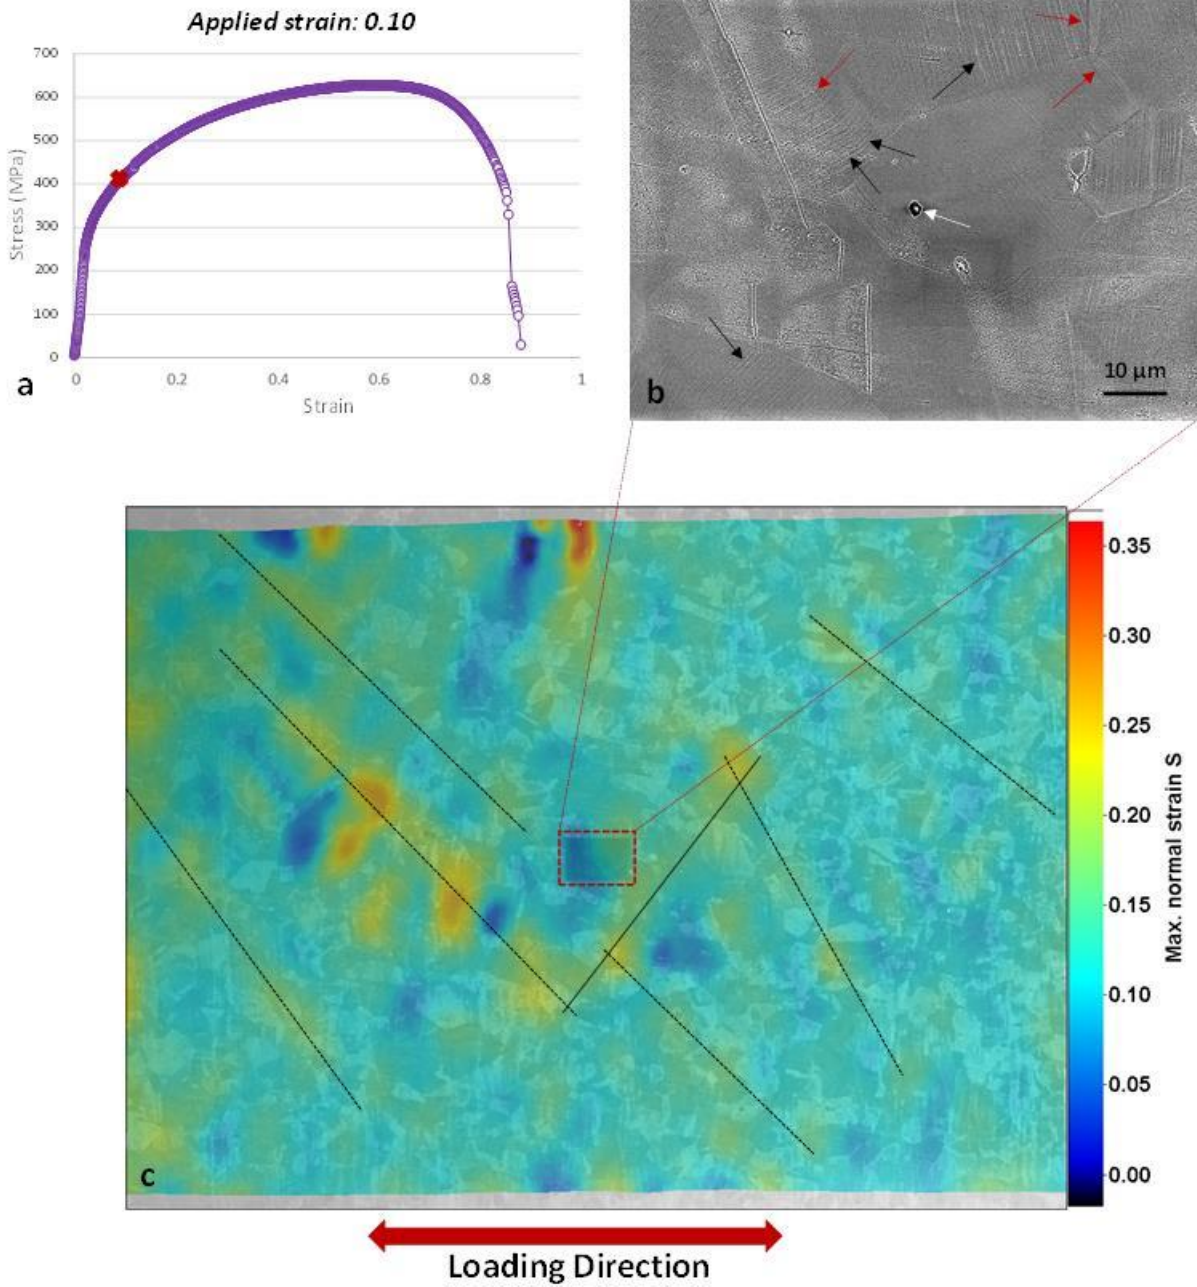 Applied strain: 0.10
700
600
500
400
300
200
100
0
Stress (MPa)
0 0.2 0.4 0.6 0.8 1
Strain
a
b
10 µm
0.35
0.30
0.25
0.20
0.15
0.10
0.05
0.00
Max. normal strain S
c
Loading Direction